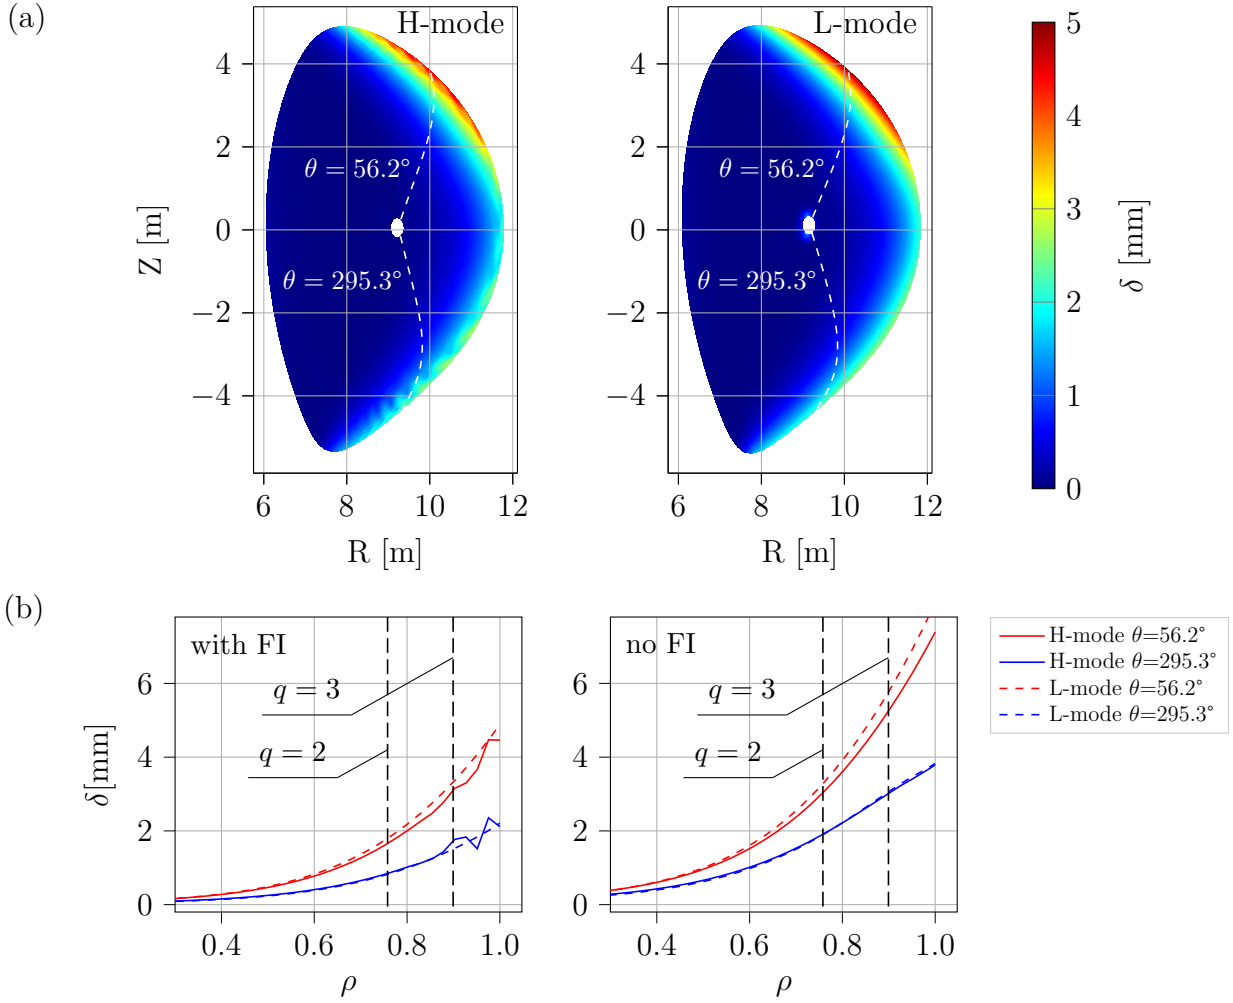 (a)
H-mode
L-mode
4
2
0
−2
−4
Z [m]
θ = 56.2°
θ = 295.3°
6 8 10 12
R [m]
θ = 56.2°
θ = 295.3°
6 8 10 12
R [m]
5
4
3
2
1
0
δ [mm]
(b)
with FI
q = 3
q = 2
6
4
2
0
δ[mm]
0.4 0.6 0.8 1.0
ρ
no FI
q = 3
q = 2
0.4 0.6 0.8 1.0
ρ
H-mode θ=56.2°
H-mode θ=295.3°
L-mode θ=56.2°
L-mode θ=295.3°